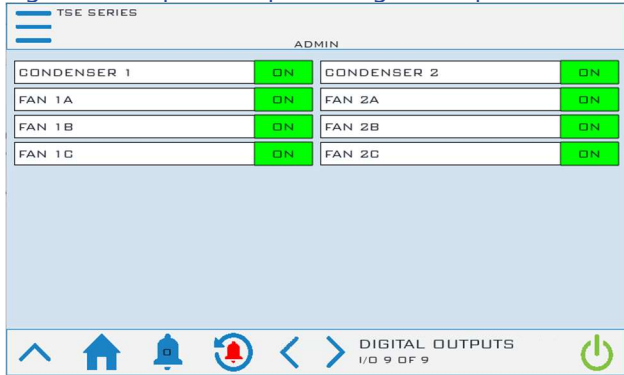 TSE SERIES
ADMIN
CONDENSER 1 ON CONDENSER 2 ON
FAN 1A ON FAN 2A ON
FAN 1B ON FAN 2B ON
FAN 1C ON FAN 2C ON
0
DIGITAL OUTPUTS
I/O 9 OF 9